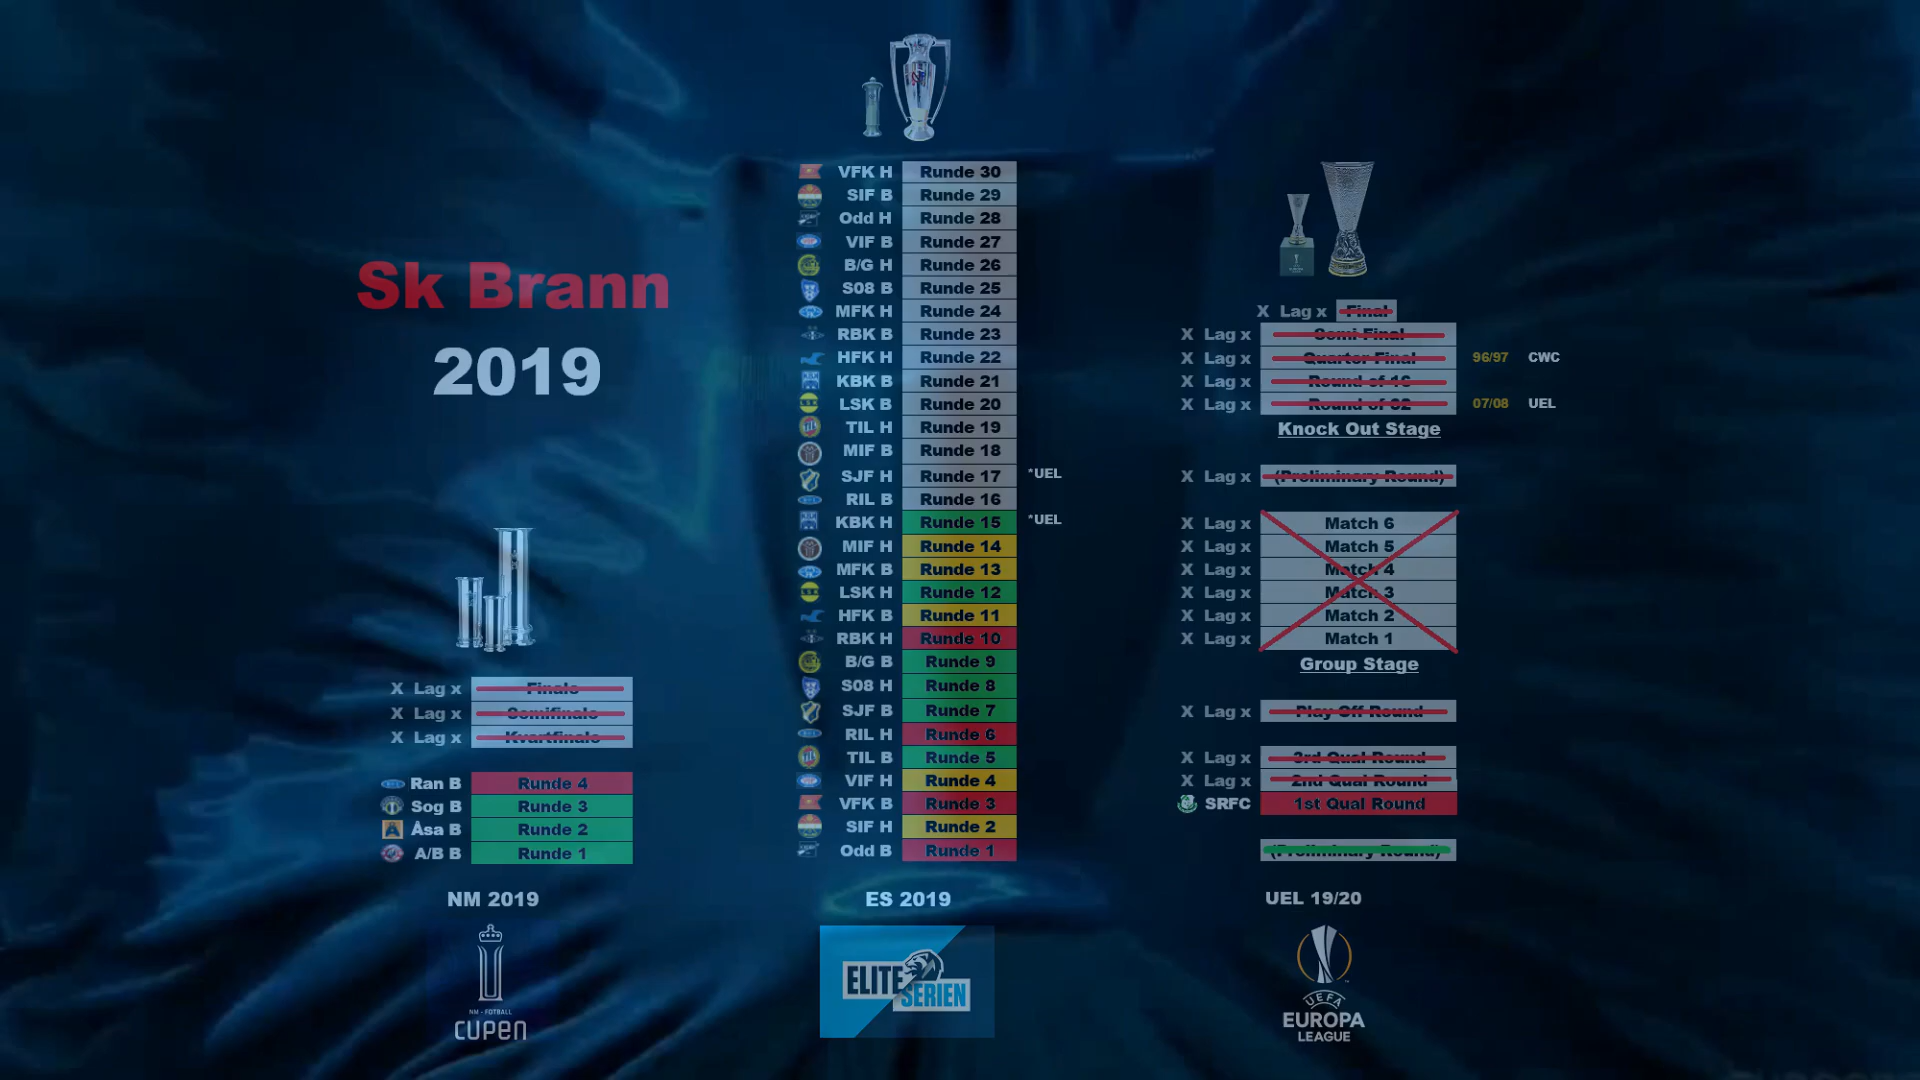 Sk Brann
2019
VFK H Runde 30
SIF B Runde 29
Odd H Runde 28
VIF B Runde 27
B/G H Runde 26
S08 B Runde 25
MFK H Runde 24
RBK B Runde 23
HFK H Runde 22
KBK B Runde 21
LSK B Runde 20
TIL H Runde 19
MIF B Runde 18
SJF H Runde 17 *UEL
RIL B Runde 16
KBK H Runde 15 *UEL
MIF H Runde 14
MFK B Runde 13
LSK H Runde 12
HFK B Runde 11
RBK H Runde 10
B/G B Runde 9
S08 H Runde 8
SJF B Runde 7
RIL H Runde 6
TIL B Runde 5
VIF H Runde 4
VFK B Runde 3
SIF H Runde 2
Odd B Runde 1
ES 2019
ELITE
SERIEN
X Lag x Finale
X Lag x Semifinale
X Lag x Kvartfinale
Ran B Runde 4
Sog B Runde 3
Åsa B Runde 2
A/B B Runde 1
NM 2019
NM - FOTBALL
CUPEN
X Lag x Final
X Lag x Semi Final
X Lag x Quarter Final 96/97 CWC
X Lag x Round of 16
X Lag x Round of 32 07/08 UEL
Knock Out Stage
X Lag x (Preliminary Round)
X Lag x Match 6
X Lag x Match 5
X Lag x Match 4
X Lag x Match 3
X Lag x Match 2
X Lag x Match 1
Group Stage
X Lag x Play Off Round
X Lag x 3rd Qual Round
X Lag x 2nd Qual Round
SRFC 1st Qual Round
(Preliminary Round)
UEL 19/20
UEFA
EUROPA
LEAGUE